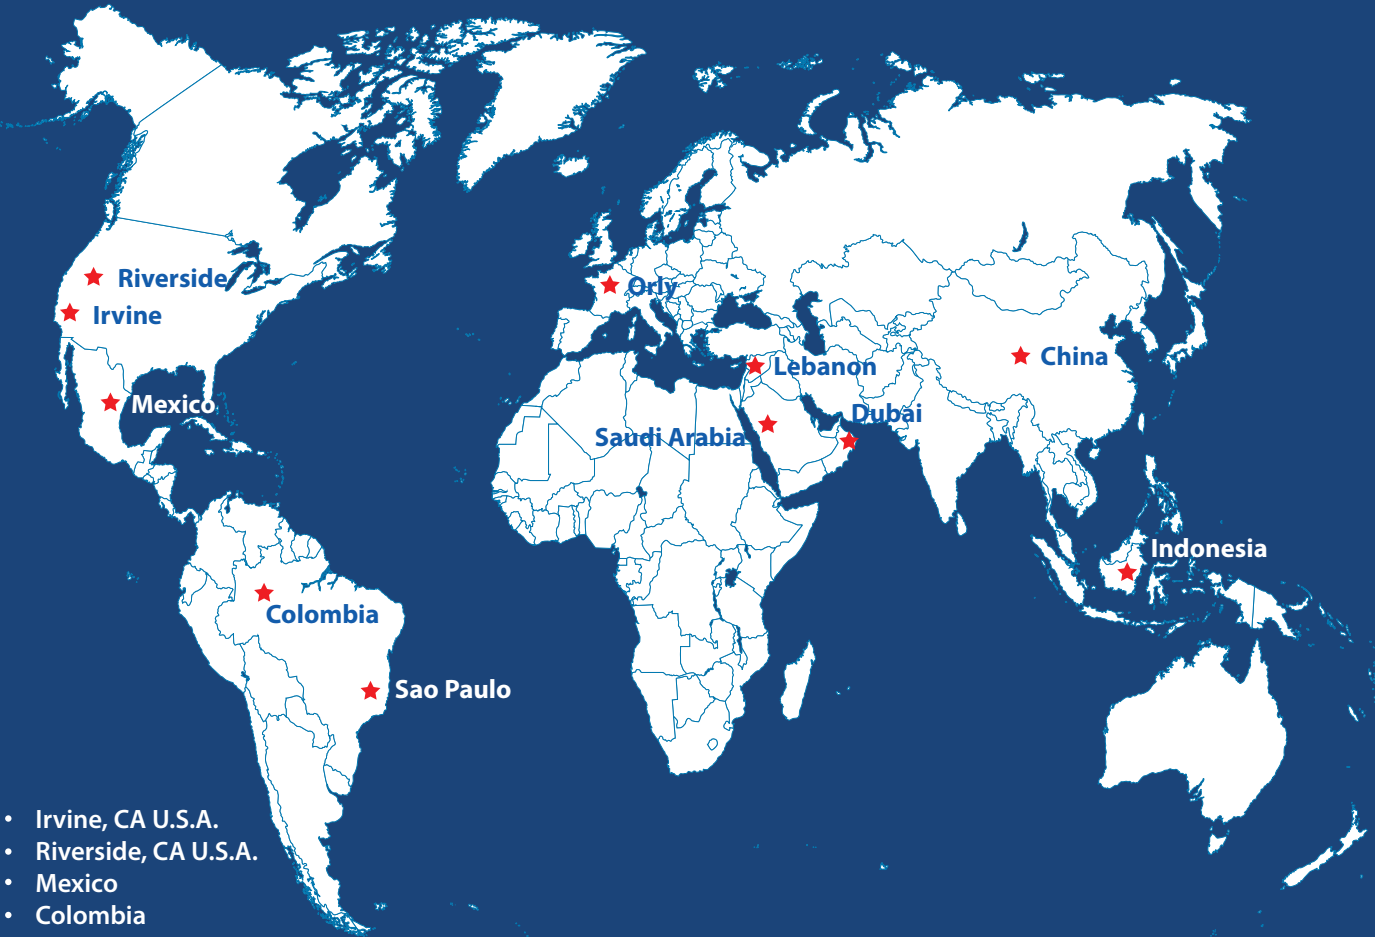 Riverside
Irvine
Mexico
Orly
Lebanon
China
Dubai
Saudi Arabia
Indonesia
Colombia
Sao Paulo
• Irvine, CA U.S.A.
• Riverside, CA U.S.A.
• Mexico
• Colombia